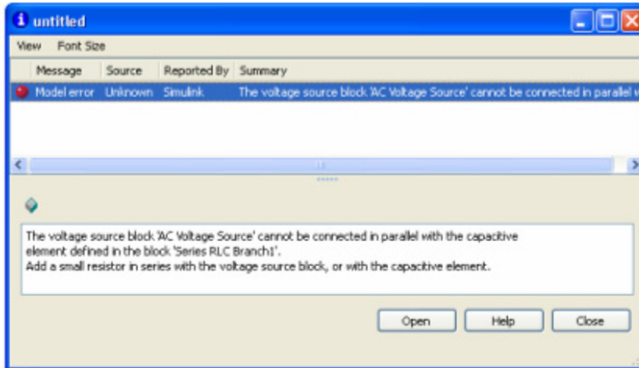 untitled
View Font Size
Message Source Reported By Summary
Model error Unknown Simulink The voltage source block 'AC Voltage Source' cannot be connected in parallel w
The voltage source block 'AC Voltage Source' cannot be connected in parallel with the capacitive
element defined in the block 'Series RLC Branch1'.
Add a small resistor in series with the voltage source block, or with the capacitive element.
Open Help Close